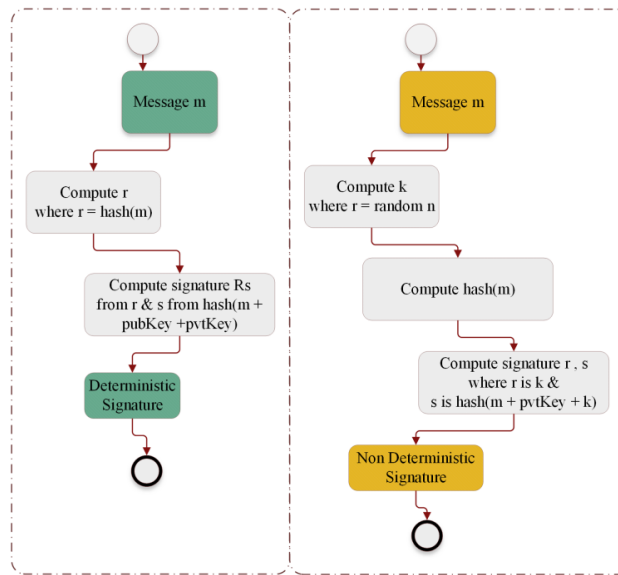 Message m
Compute r
where r = hash(m)
Compute signature Rs
from r & s from hash(m +
pubKey +pvtKey)
Deterministic
Signature
Message m
Compute k
where r = random n
Compute hash(m)
Compute signature r , s
where r is k &
s is hash(m + pvtKey + k)
Non Deterministic
Signature